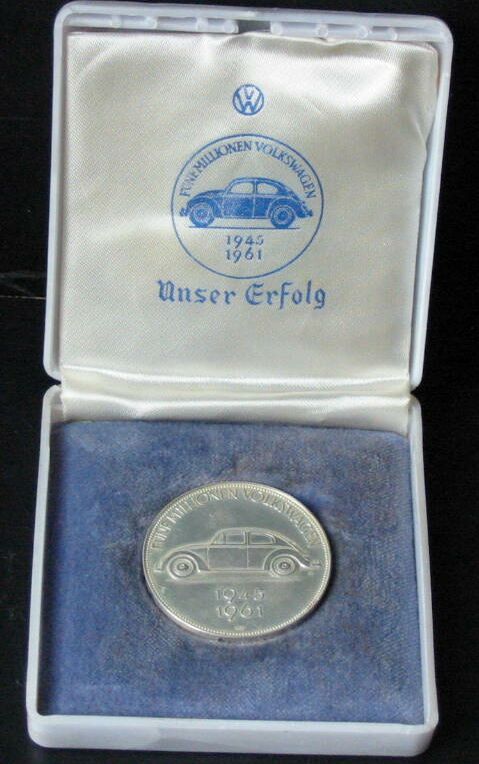 VW
FÜNF MILLIONEN VOLKSWAGEN
1945
1961
Unser Erfolg
FÜNF MILLIONEN VOLKSWAGEN
1945
1961